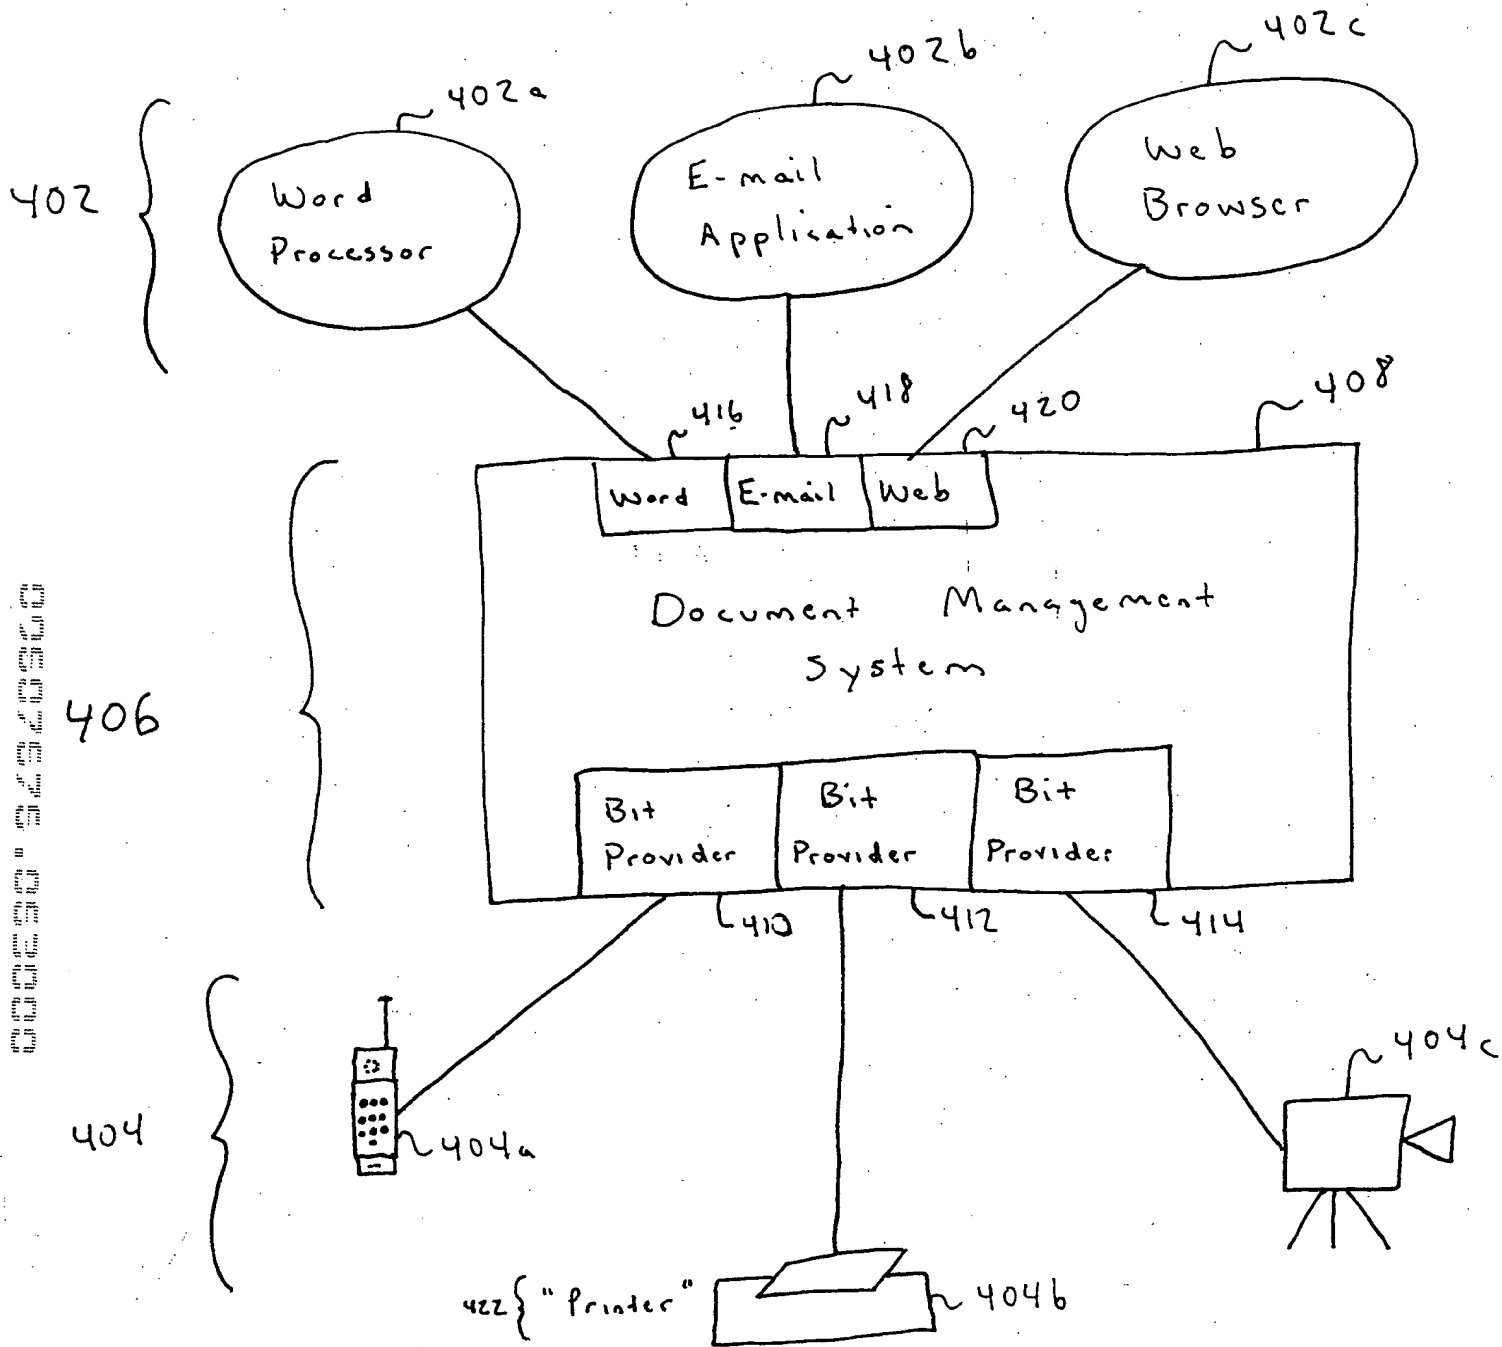 402a
402b
402c
402
Word
Processor
E-mail
Application
Web
Browser
416
418
420
408
Word
E-mail
Web
Document Management
System
406
Bit
Provider
Bit
Provider
Bit
Provider
410
412
414
404
404a
404c
422 { "Printer"
404b